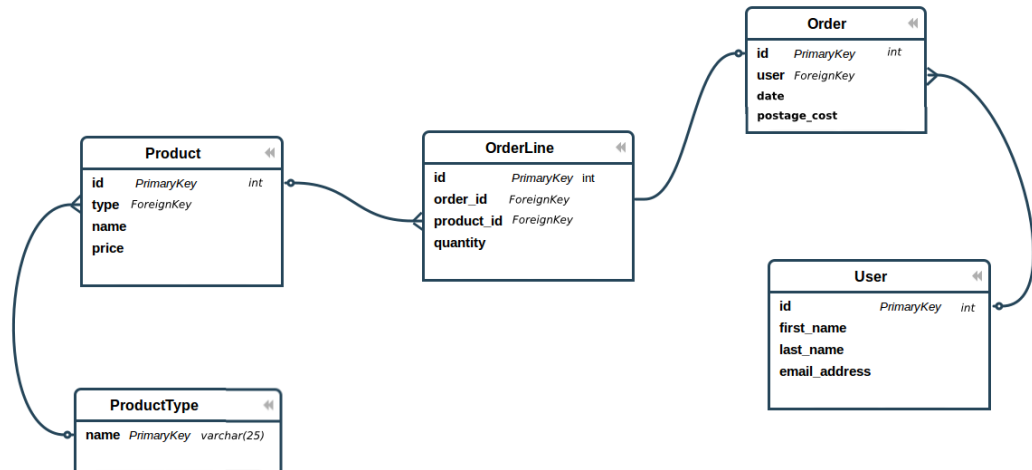 Order
id PrimaryKey int
user ForeignKey
date
postage_cost
Product
id PrimaryKey int
type ForeignKey
name
price
OrderLine
id PrimaryKey int
order_id ForeignKey
product_id ForeignKey
quantity
User
id PrimaryKey int
first_name
last_name
email_address
ProductType
name PrimaryKey varchar(25)